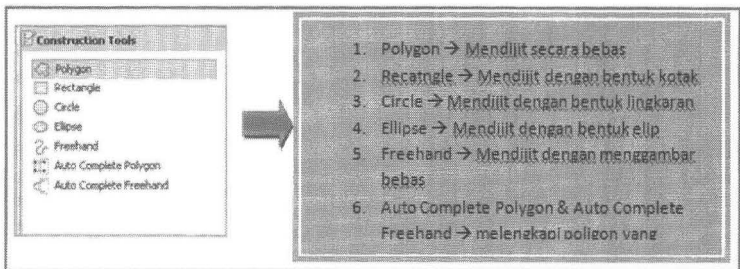 Construction Tools
Polygon
Rectangle
Circle
Ellipse
Freehand
Auto Complete Polygon
Auto Complete Freehand
1. Polygon → Mendijit secara bebas
2. Recatngle → Mendijit dengan bentuk kotak
3. Circle → Mendijit dengan bentuk lingkaran
4. Ellipse → Mendijit dengan bentuk elip
5. Freehand → Mendijit dengan menggambar
bebas
6. Auto Complete Polygon & Auto Complete
Freehand → melengkapi poligon yang